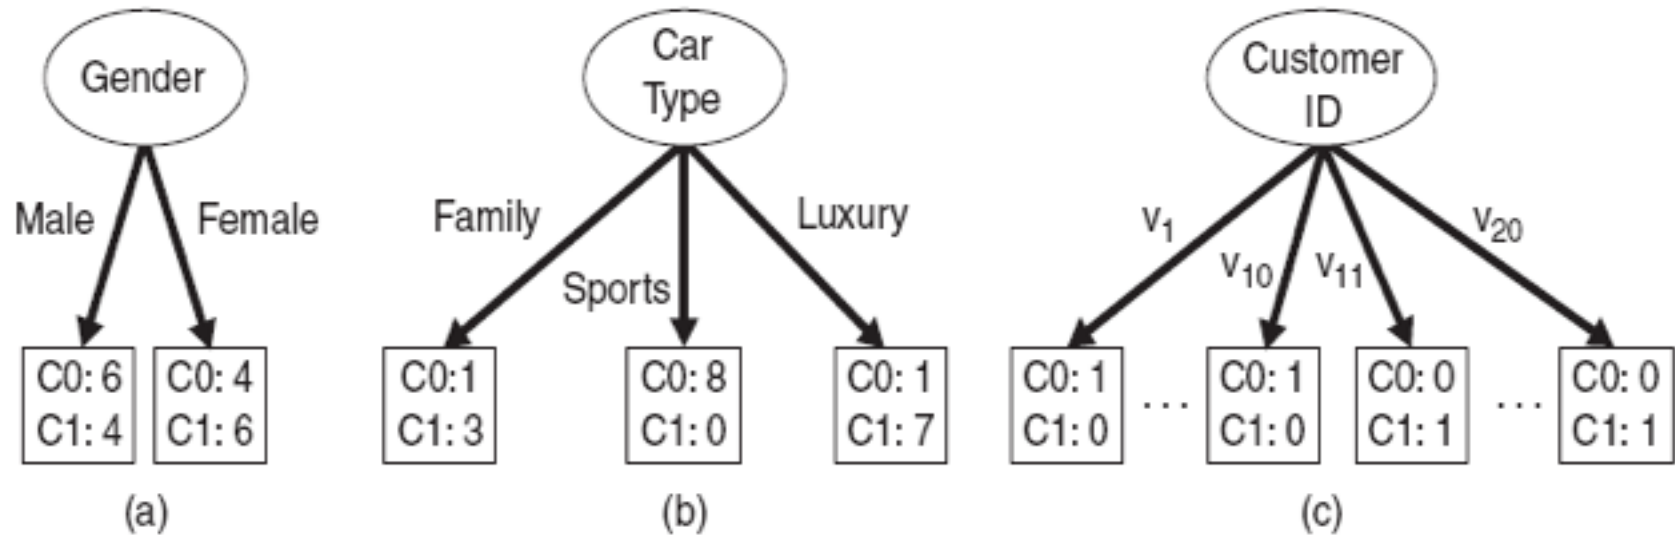 Gender
Male
Female
C0: 6
C1: 4
C0: 4
C1: 6
(a)
Car
Type
Family
Sports
Luxury
C0:1
C1: 3
C0: 8
C1: 0
C0: 1
C1: 7
(b)
Customer
ID
v1
v10
v11
v20
C0: 1
C1: 0
. . .
C0: 1
C1: 0
C0: 0
C1: 1
. . .
C0: 0
C1: 1
(c)